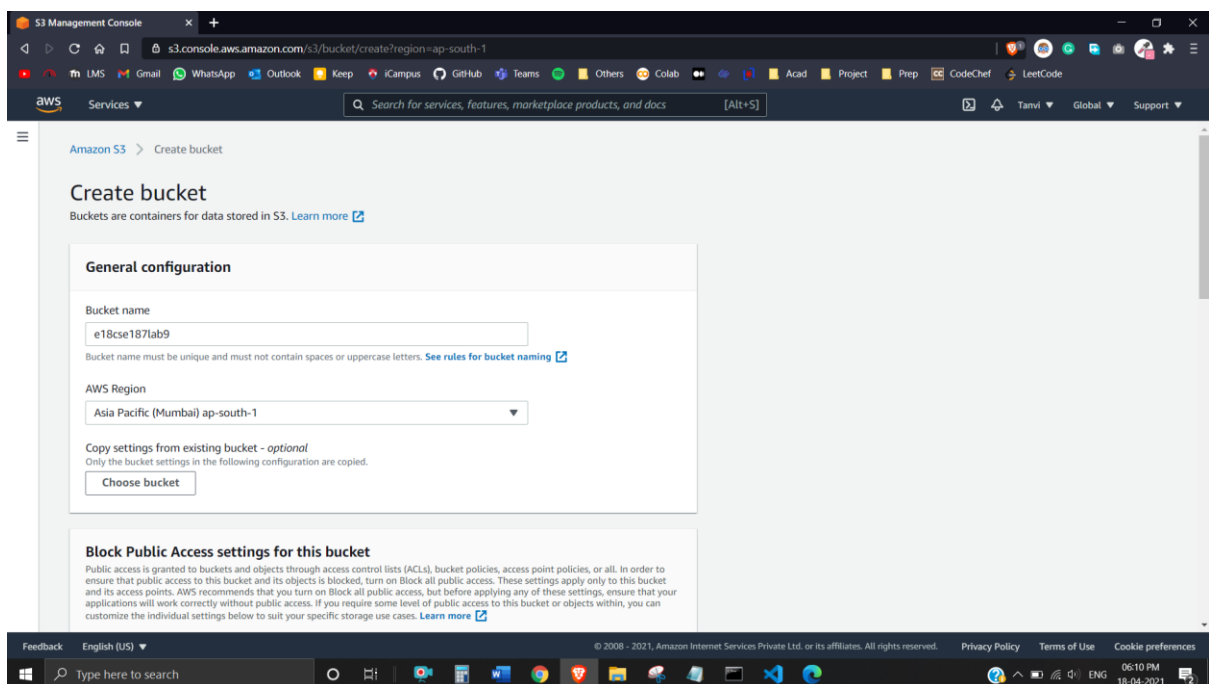 S3 Management Console
s3.console.aws.amazon.com/s3/bucket/create?region=ap-south-1
LMS Gmail WhatsApp Outlook Keep iCampus GitHub Teams Others Colab Acad Project Prep CodeChef LeetCode
aws Services Search for services, features, marketplace products, and docs [Alt+S] Tanvi Global Support
Amazon S3 > Create bucket
Create bucket
Buckets are containers for data stored in S3. Learn more
General configuration
Bucket name
e18cse187lab9
Bucket name must be unique and must not contain spaces or uppercase letters. See rules for bucket naming
AWS Region
Asia Pacific (Mumbai) ap-south-1
Copy settings from existing bucket - optional
Only the bucket settings in the following configuration are copied.
Choose bucket
Block Public Access settings for this bucket
Public access is granted to buckets and objects through access control lists (ACLs), bucket policies, access point policies, or all. In order to
ensure that public access to this bucket and its objects is blocked, turn on Block all public access. These settings apply only to this bucket
and its access points. AWS recommends that you turn on Block all public access, but before applying any of these settings, ensure that your
applications will work correctly without public access. If you require some level of public access to this bucket or objects within, you can
customize the individual settings below to suit your specific storage use cases. Learn more
Feedback English (US) © 2008 - 2021, Amazon Internet Services Private Ltd. or its affiliates. All rights reserved. Privacy Policy Terms of Use Cookie preferences
Type here to search ENG 06:10 PM
18-04-2021